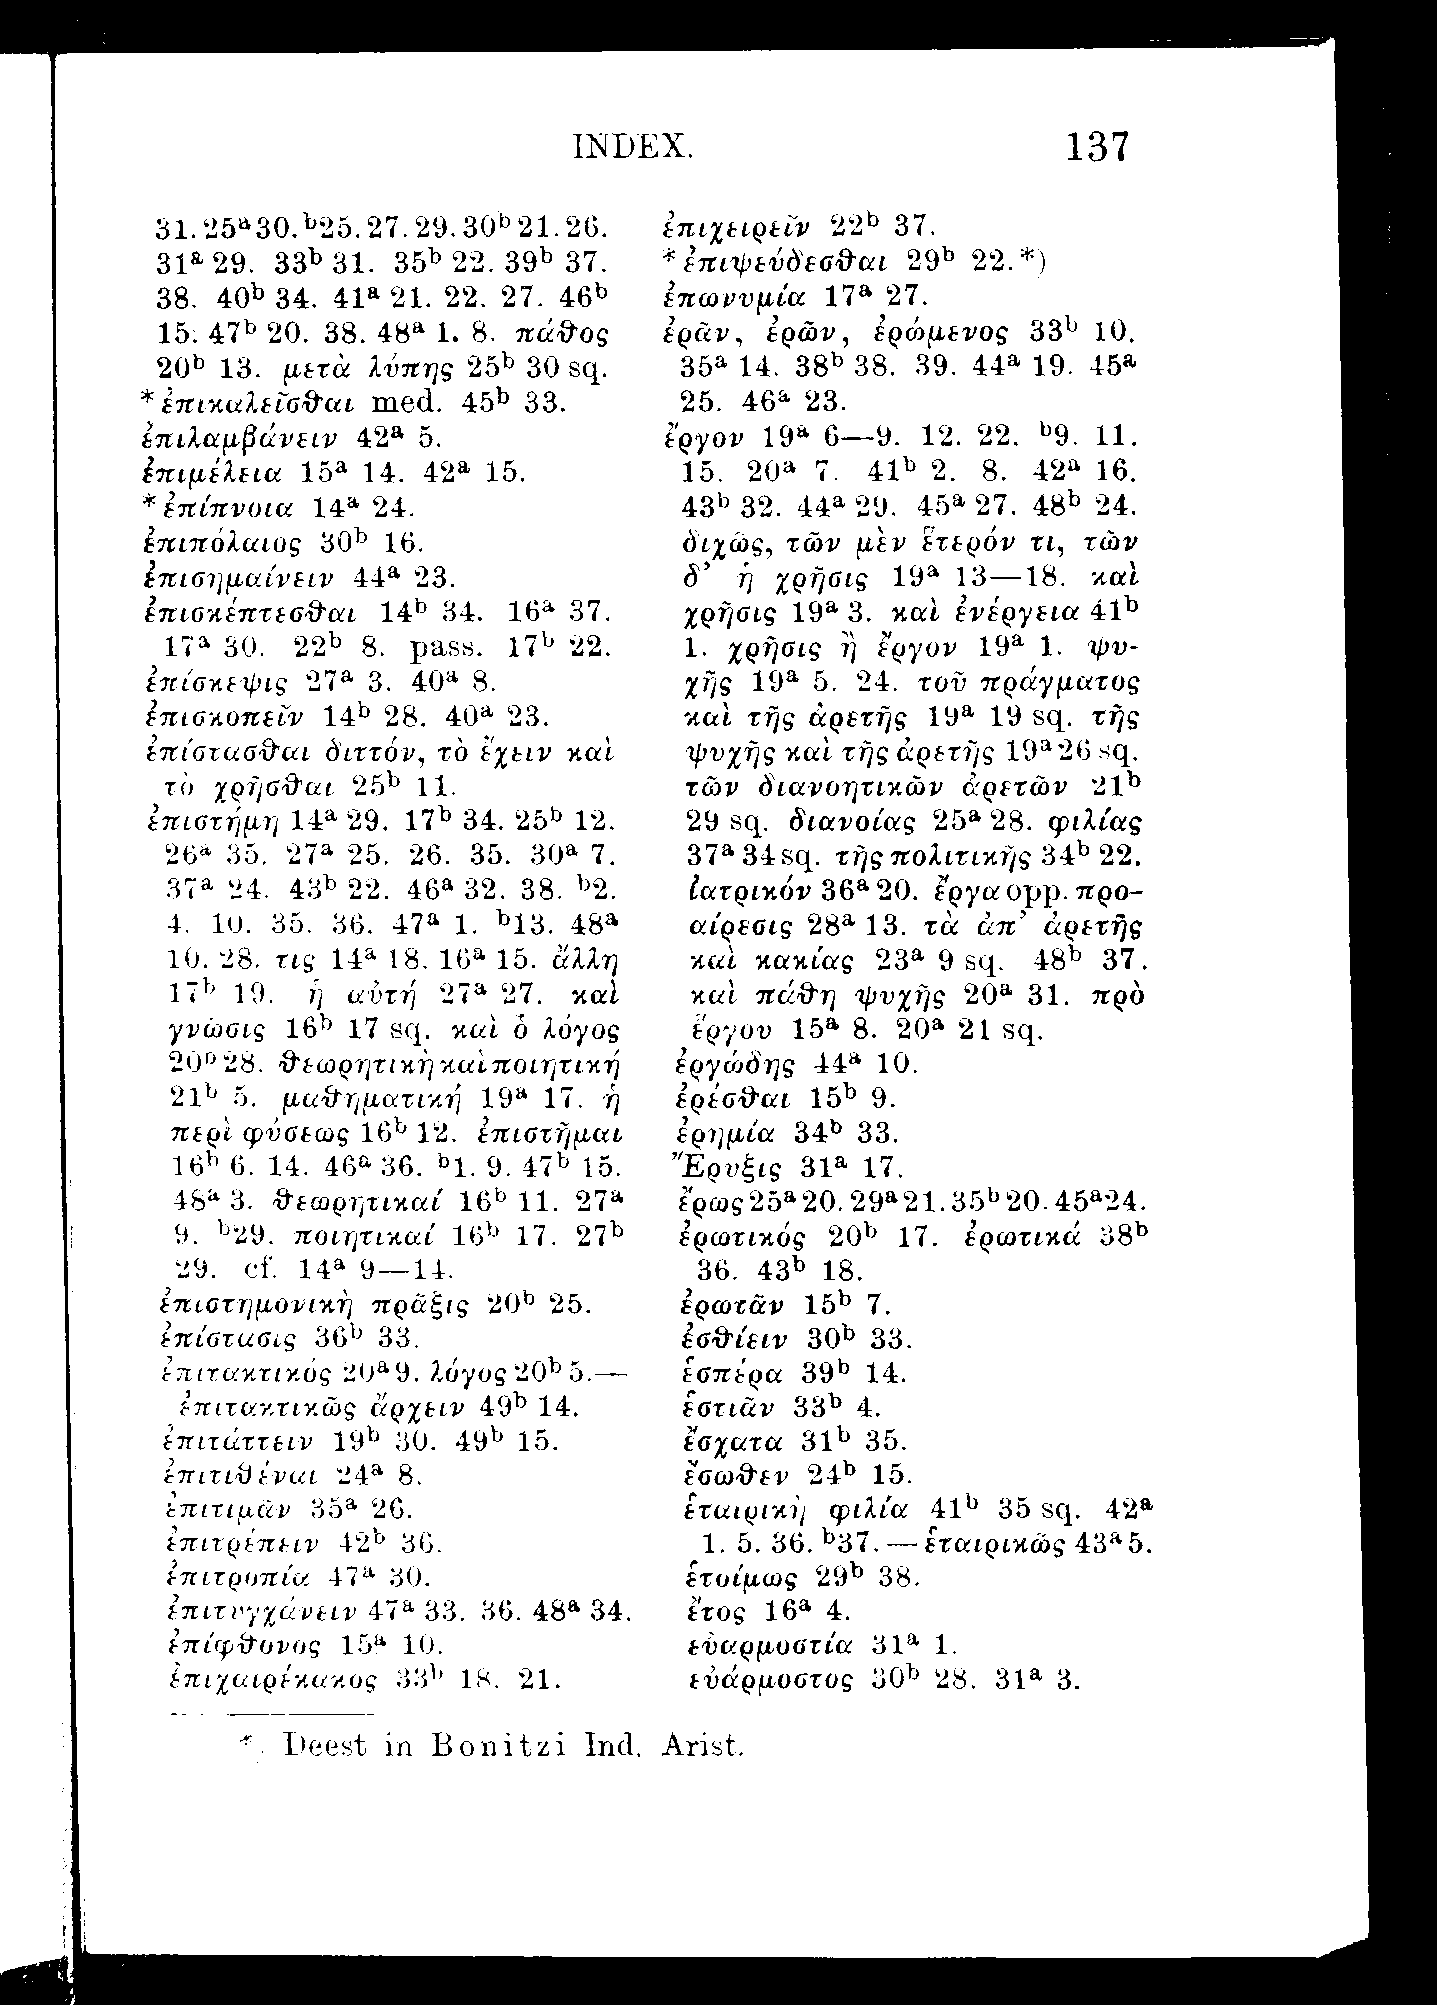 INDEX. 137
31. 25ᵃ 30. ᵇ25. 27. 29. 30ᵇ 21. 26.
31ᵃ 29. 33ᵇ 31. 35ᵇ 22. 39ᵇ 37.
38. 40ᵇ 34. 41ᵃ 21. 22. 27. 46ᵇ
15. 47ᵇ 20. 38. 48ᵃ 1. 8. πάθος
20ᵇ 13. μετὰ λύπης 25ᵇ 30 sq.
*ἐπικαλεῖσθαι med. 45ᵇ 33.
ἐπιλαμβάνειν 42ᵃ 5.
ἐπιμέλεια 15ᵃ 14. 42ᵃ 15.
*ἐπίπνοια 14ᵃ 24.
ἐπιπόλαιος 30ᵇ 16.
ἐπισημαίνειν 44ᵃ 23.
ἐπισκέπτεσθαι 14ᵇ 34. 16ᵃ 37.
17ᵃ 30. 22ᵇ 8. pass. 17ᵇ 22.
ἐπίσκεψις 27ᵃ 3. 40ᵃ 8.
ἐπισκοπεῖν 14ᵇ 28. 40ᵃ 23.
ἐπίστασθαι διττόν, τὸ ἔχειν καὶ
τὸ χρῆσθαι 25ᵇ 11.
ἐπιστήμη 14ᵃ 29. 17ᵇ 34. 25ᵇ 12.
26ᵃ 35. 27ᵃ 25. 26. 35. 30ᵃ 7.
37ᵃ 24. 43ᵇ 22. 46ᵃ 32. 38. ᵇ2.
4. 10. 35. 36. 47ᵃ 1. ᵇ13. 48ᵃ
10. 28. τις 14ᵃ 18. 16ᵃ 15. ἄλλη
17ᵇ 19. ἡ αὐτή 27ᵃ 27. καὶ
γνῶσις 16ᵇ 17 sq. καὶ ὁ λόγος
20ᵇ 28. θεωρητικὴ καὶ ποιητική
21ᵇ 5. μαθηματική 19ᵃ 17. ἡ
περὶ φύσεως 16ᵇ 12. ἐπιστῆμαι
16ᵇ 6. 14. 46ᵃ 36. ᵇ1. 9. 47ᵇ 15.
48ᵃ 3. θεωρητικαί 16ᵇ 11. 27ᵃ
9. ᵇ29. ποιητικαί 16ᵇ 17. 27ᵇ
29. cf. 14ᵃ 9—14.
ἐπιστημονικὴ πρᾶξις 20ᵇ 25.
ἐπίστασις 36ᵇ 33.
ἐπιτακτικός 20ᵃ 9. λόγος 20ᵇ 5.—
ἐπιτακτικῶς ἄρχειν 49ᵇ 14.
ἐπιτάττειν 19ᵇ 30. 49ᵇ 15.
ἐπιτιθέναι 24ᵃ 8.
ἐπιτιμᾶν 35ᵃ 26.
ἐπιτρέπειν 42ᵇ 36.
ἐπιτροπία 47ᵃ 30.
ἐπιτυγχάνειν 47ᵃ 33. 36. 48ᵃ 34.
ἐπίφθονος 15ᵃ 10.
ἐπιχαιρέκακος 33ᵇ 18. 21.
ἐπιχειρεῖν 22ᵇ 37.
*ἐπιψεύδεσθαι 29ᵇ 22.*)
ἐπωνυμία 17ᵃ 27.
ἐρᾶν, ἐρῶν, ἐρώμενος 33ᵇ 10.
35ᵃ 14. 38ᵇ 38. 39. 44ᵃ 19. 45ᵃ
25. 46ᵃ 23.
ἔργον 19ᵃ 6—9. 12. 22. ᵇ9. 11.
15. 20ᵃ 7. 41ᵇ 2. 8. 42ᵃ 16.
43ᵇ 32. 44ᵃ 29. 45ᵃ 27. 48ᵇ 24.
διχῶς, τῶν μὲν ἕτερόν τι, τῶν
δ’ ἡ χρῆσις 19ᵃ 13—18. καὶ
χρῆσις 19ᵃ 3. καὶ ἐνέργεια 41ᵇ
1. χρῆσις ἢ ἔργον 19ᵃ 1. ψυ-
χῆς 19ᵃ 5. 24. τοῦ πράγματος
καὶ τῆς ἀρετῆς 19ᵃ 19 sq. τῆς
ψυχῆς καὶ τῆς ἀρετῆς 19ᵃ 26 sq.
τῶν διανοητικῶν ἀρετῶν 21ᵇ
29 sq. διανοίας 25ᵃ 28. φιλίας
37ᵃ 34 sq. τῆς πολιτικῆς 34ᵇ 22.
ἰατρικόν 36ᵃ 20. ἔργα opp. προ-
αίρεσις 28ᵃ 13. τὰ ἀπ’ ἀρετῆς
καὶ κακίας 23ᵃ 9 sq. 48ᵇ 37.
καὶ πάθη ψυχῆς 20ᵃ 31. πρὸ
ἔργου 15ᵃ 8. 20ᵃ 21 sq.
ἐργώδης 44ᵃ 10.
ἐρέσθαι 15ᵇ 9.
ἐρημία 34ᵇ 33.
Ἔρυξις 31ᵃ 17.
ἔρως 25ᵃ 20. 29ᵃ 21. 35ᵇ 20. 45ᵃ 24.
ἐρωτικός 20ᵇ 17. ἐρωτικά 38ᵇ
36. 43ᵇ 18.
ἐρωτᾶν 15ᵇ 7.
ἐσθίειν 30ᵇ 33.
ἑσπέρα 39ᵇ 14.
ἑστιᾶν 33ᵇ 4.
ἔσχατα 31ᵇ 35.
ἔσωθεν 24ᵇ 15.
ἑταιρικὴ φιλία 41ᵇ 35 sq. 42ᵃ
1. 5. 36. ᵇ37. — ἑταιρικῶς 43ᵃ 5.
ἑτοίμως 29ᵇ 38.
ἔτος 16ᵃ 4.
εὐαρμοστία 31ᵃ 1.
εὐάρμοστος 30ᵇ 28. 31ᵃ 3.
*) Deest in Bonitzi Ind. Arist.